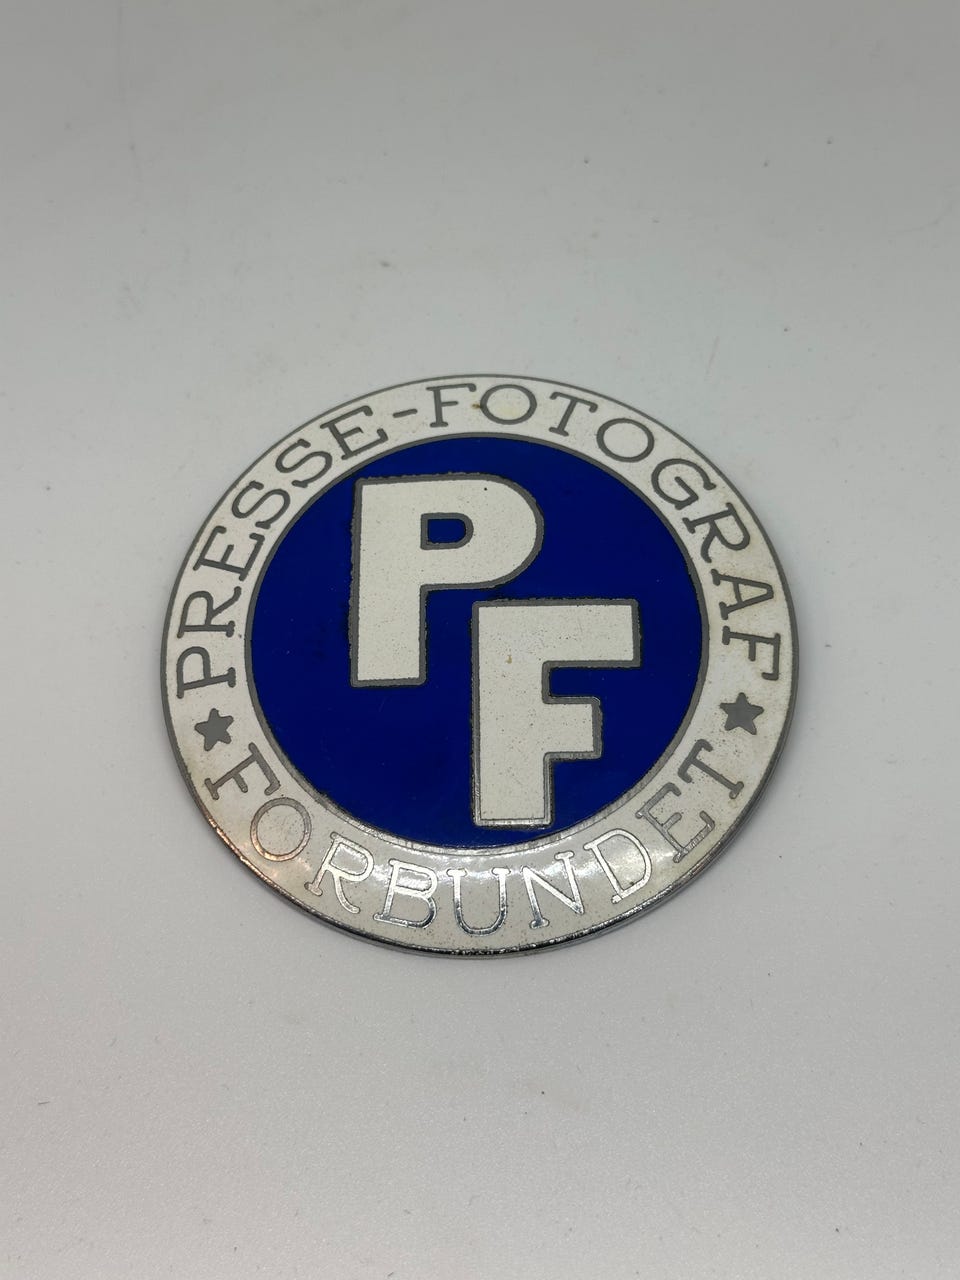 PRESSE-FOTOGRAF
PF
★ FORBUNDET ★